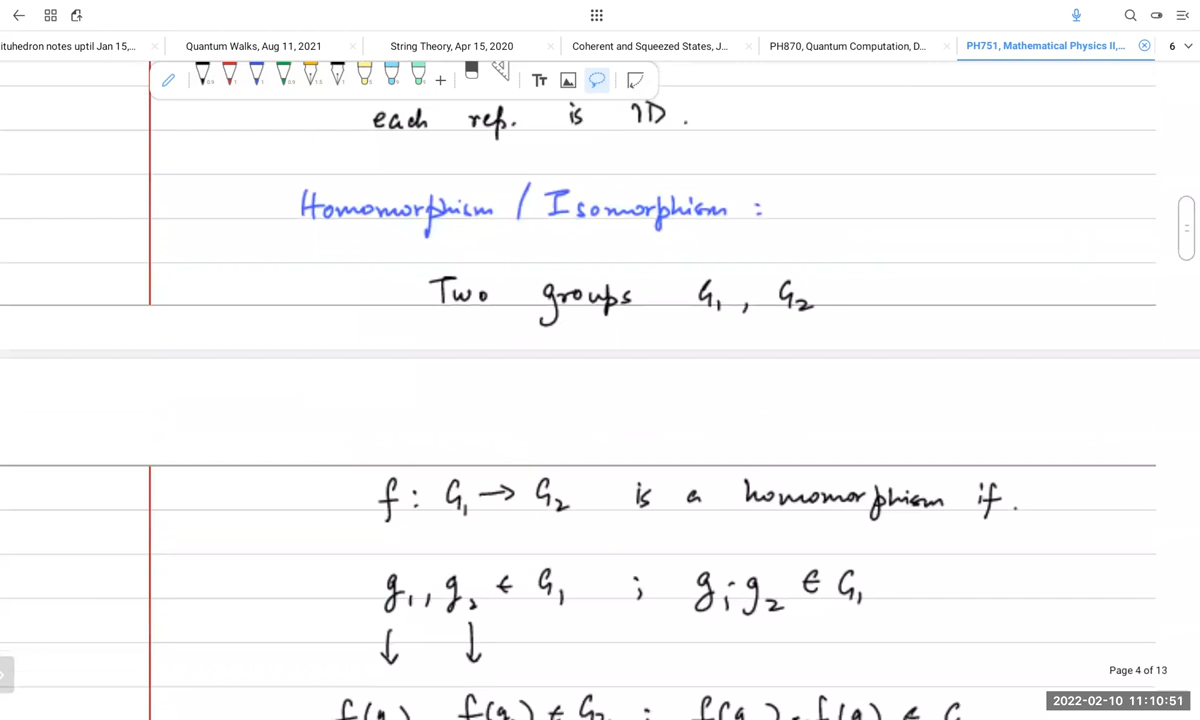 ituhedron notes uptil Jan 15,... Quantum Walks, Aug 11, 2021 String Theory, Apr 15, 2020 Coherent and Squeezed States, J... PH870, Quantum Computation, D... PH751, Mathematical Physics II,... 6
each rep. is 1D.
Homomorphism / Isomorphism :
Two groups G₁, G₂
f : G₁ → G₂ is a homomorphism if.
g₁, g₂ ∈ G₁ ; g₁g₂ ∈ G₁
↓ ↓
Page 4 of 13
f(g₁) f(g₂) ∈ G₂ ;
2022-02-10 11:10:51